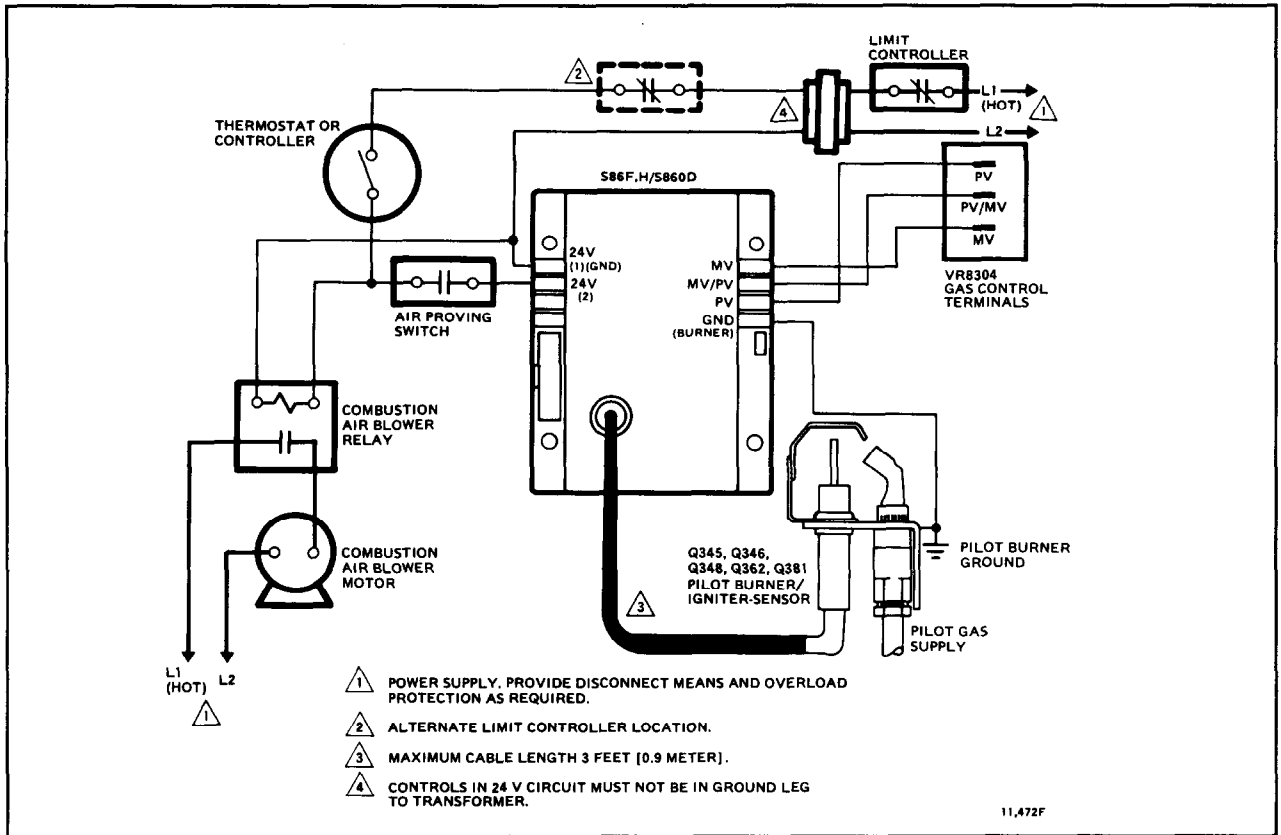 LIMIT
CONTROLLER
2
4
L1
(HOT)
1
L2
THERMOSTAT OR
CONTROLLER
S86F,H/S860D
PV
PV/MV
MV
VR8304
GAS CONTROL
TERMINALS
24V
(1)(GND)
24V
(2)
MV
MV/PV
PV
GND
(BURNER)
AIR PROVING
SWITCH
COMBUSTION
AIR BLOWER
RELAY
COMBUSTION
AIR BLOWER
MOTOR
Q345, Q346,
Q348, Q362, Q381
PILOT BURNER/
IGNITER-SENSOR
3
PILOT BURNER
GROUND
PILOT GAS
SUPPLY
L1
(HOT)
L2
1
1 POWER SUPPLY. PROVIDE DISCONNECT MEANS AND OVERLOAD
PROTECTION AS REQUIRED.
2 ALTERNATE LIMIT CONTROLLER LOCATION.
3 MAXIMUM CABLE LENGTH 3 FEET [0.9 METER].
4 CONTROLS IN 24 V CIRCUIT MUST NOT BE IN GROUND LEG
TO TRANSFORMER.
11,472F